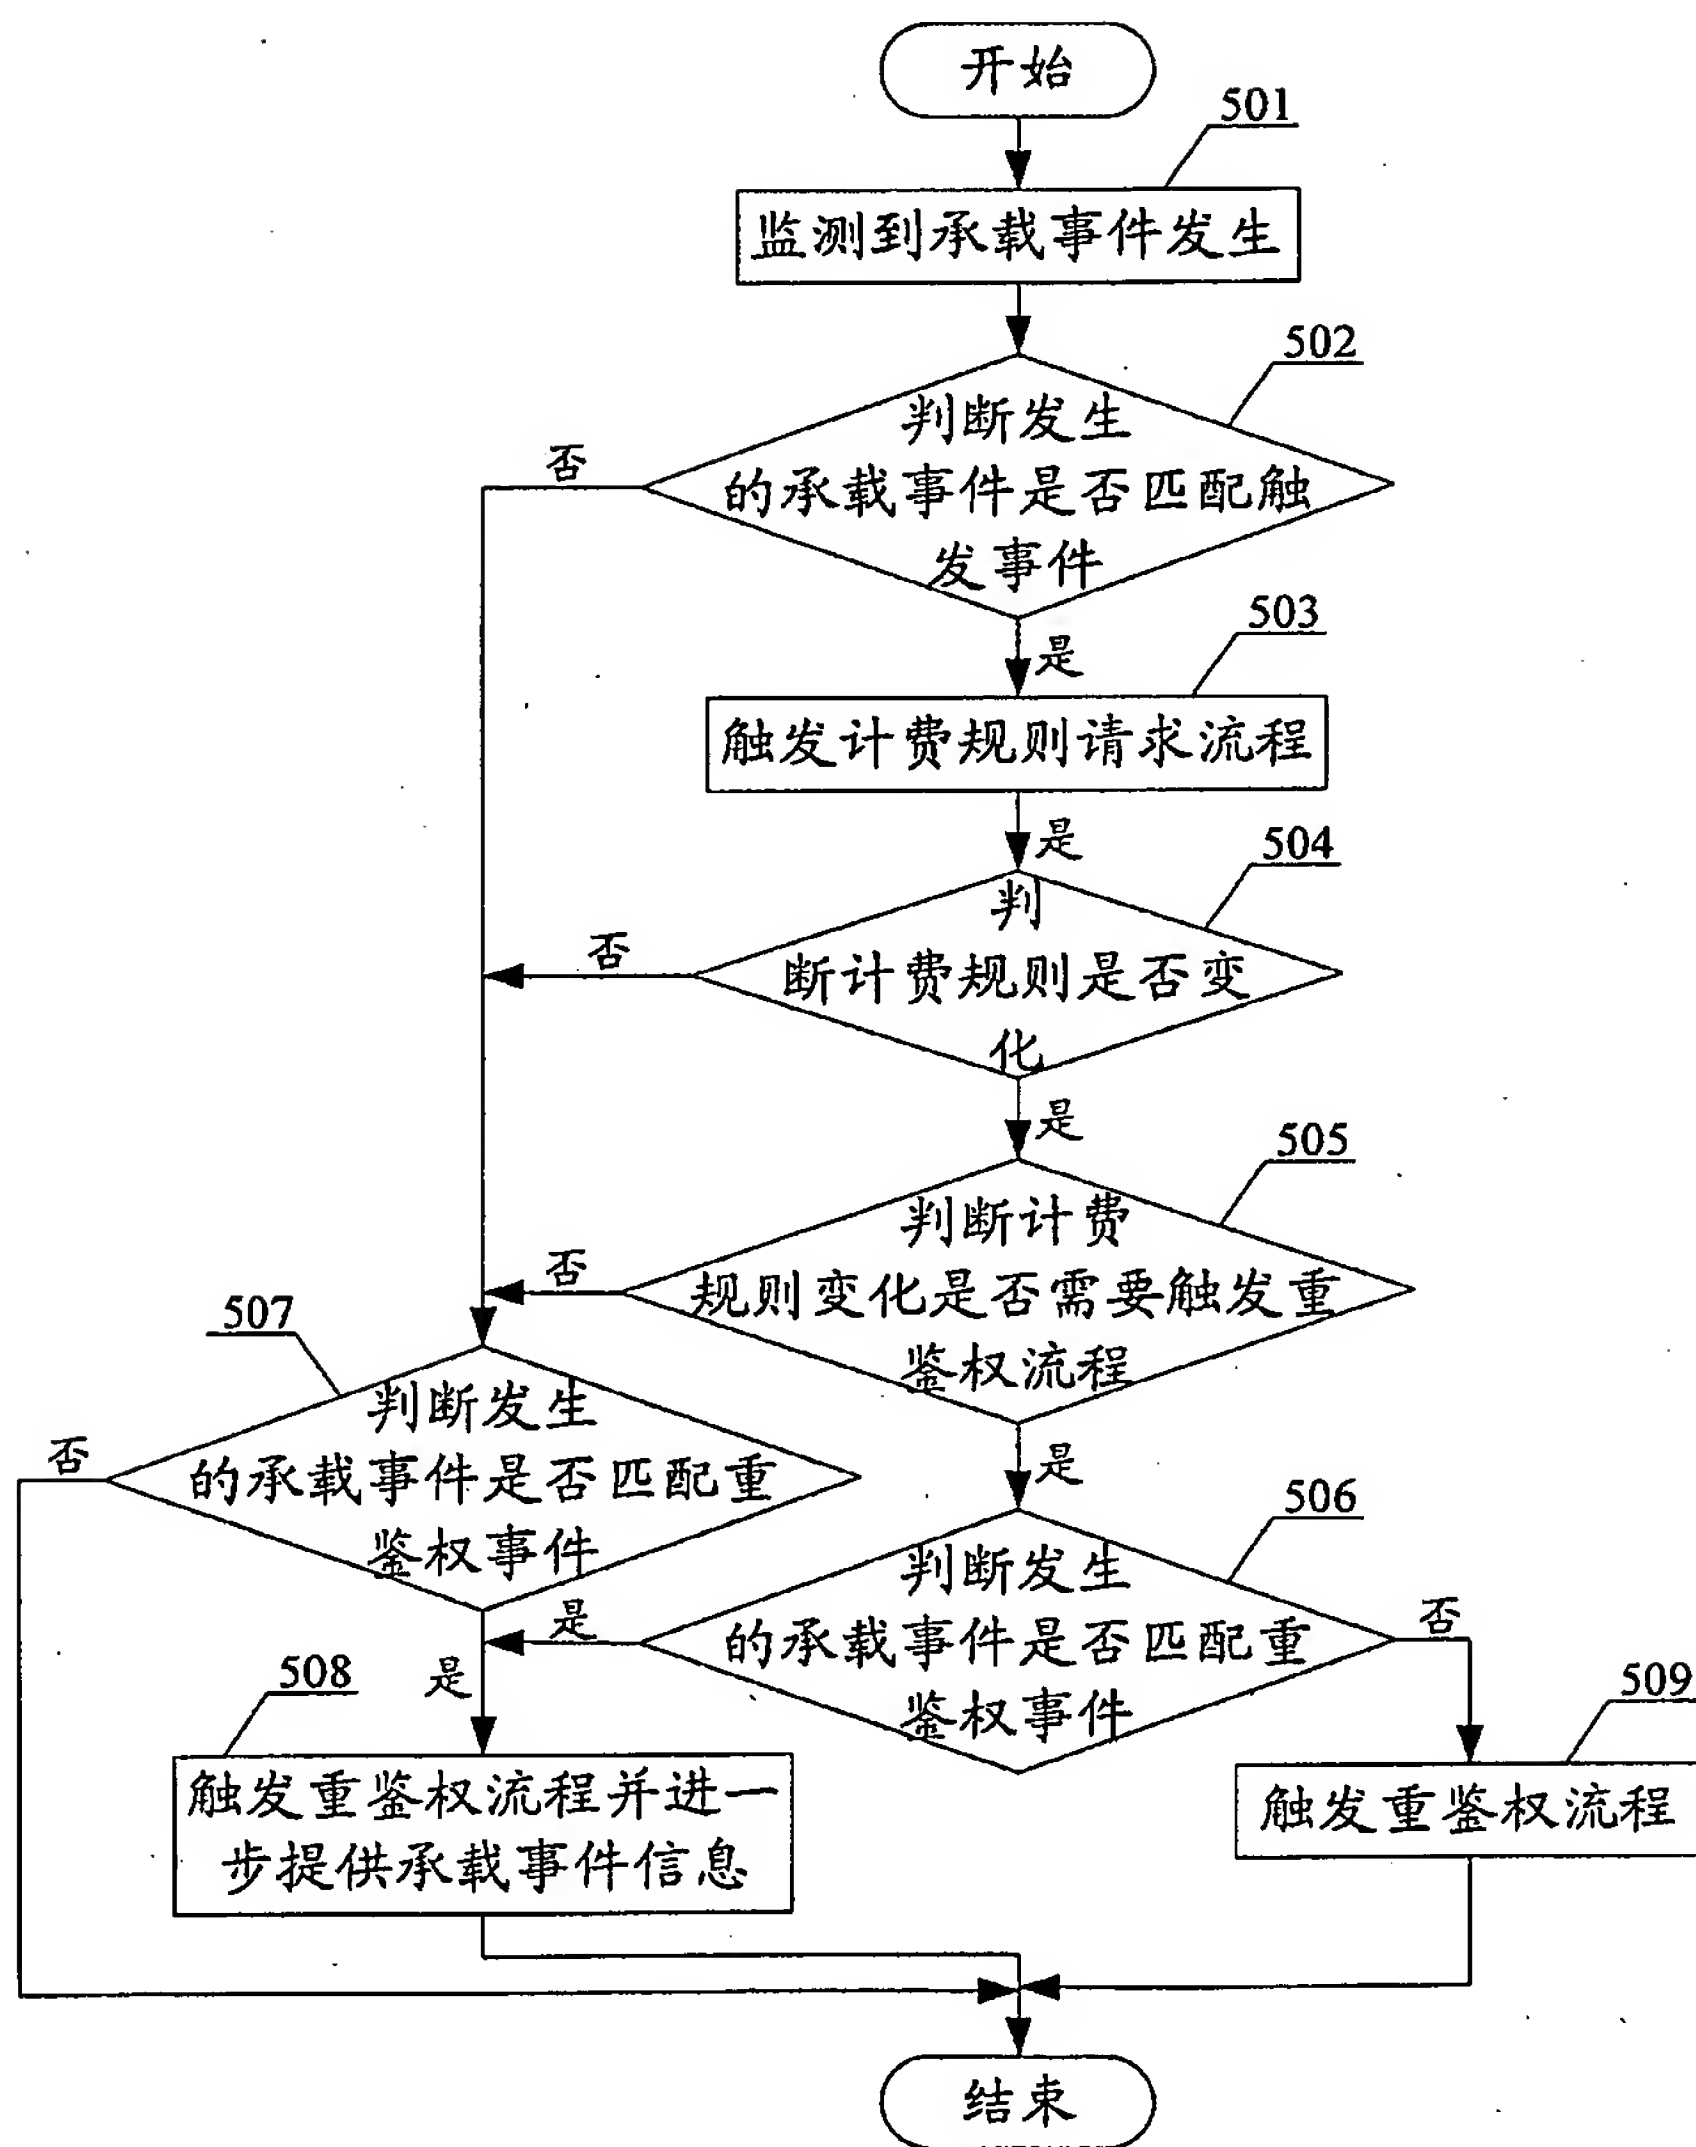 开始
501
监测到承载事件发生
502
判断发生
的承载事件是否匹配触
发事件
否
是
503
触发计费规则请求流程
是
504
判
断计费规则是否变
化
否
是
505
判断计费
规则变化是否需要触发重
鉴权流程
否
是
507
判断发生
的承载事件是否匹配重
鉴权事件
否
是
506
判断发生
的承载事件是否匹配重
鉴权事件
是
否
508
触发重鉴权流程并进一
步提供承载事件信息
509
触发重鉴权流程
结束